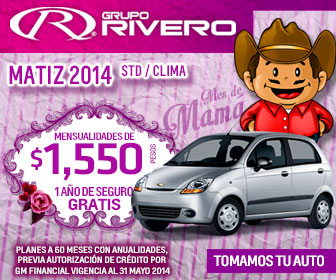 GRUPO
RIVERO
MATIZ 2014 STD / CLIMA
Mes de
Mamá
MENSUALIDADES DE
$1,550 PESOS
1 AÑO DE SEGURO
GRATIS
PLANES A 60 MESES CON ANUALIDADES,
PREVIA AUTORIZACIÓN DE CRÉDITO POR
GM FINANCIAL VIGENCIA AL 31 MAYO 2014
TOMAMOS TU AUTO